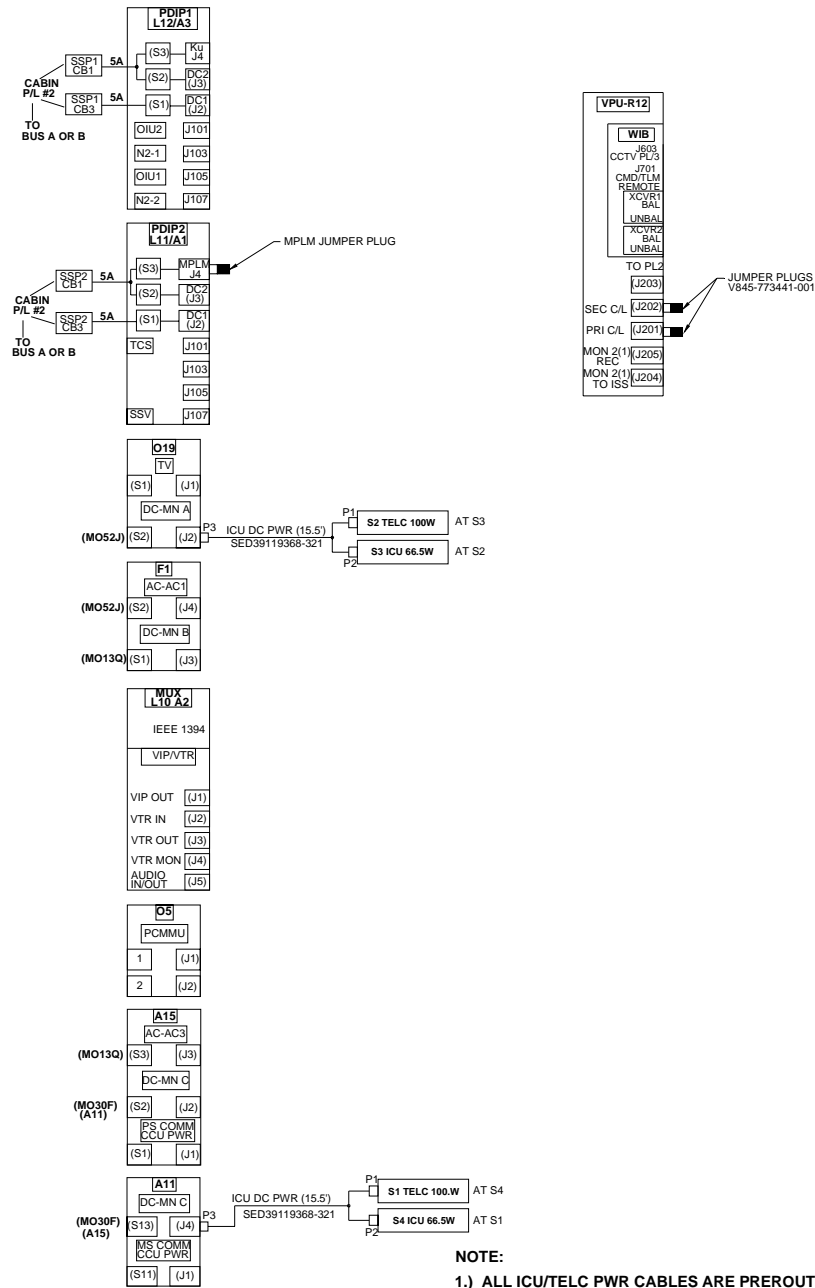 PDIP1
L12/A3
(S3)
Ku
J4
SSP1
CB1
5A
(S2)
DC2
(J3)
CABIN
P/L #2
SSP1
CB3
5A
(S1)
DC1
(J2)
TO
BUS A OR B
OIU2
J101
N2-1
J103
OIU1
J105
N2-2
J107
PDIP2
L11/A1
MPLM JUMPER PLUG
(S3)
MPLM
J4
SSP2
CB1
5A
(S2)
DC2
(J3)
CABIN
P/L #2
SSP2
CB3
5A
(S1)
DC1
(J2)
TO
BUS A OR B
TCS
J101
J103
J105
SSV
J107
VPU-R12
WIB
J603
CCTV PL/3
J701
CMD/TLM
REMOTE
XCVR1
BAL
UNBAL
XCVR2
BAL
UNBAL
TO PL2
(J203)
JUMPER PLUGS
V845-773441-001
SEC C/L
(J202)
PRI C/L
(J201)
MON 2(1)
REC
(J205)
MON 2(1)
TO ISS
(J204)
O19
TV
(S1)
(J1)
DC-MN A
(MO52J)
(S2)
(J2)
P3
ICU DC PWR (15.5')
SED39119368-321
P1
S2 TELC 100W
AT S3
S3 ICU 66.5W
AT S2
P2
F1
AC-AC1
(MO52J)
(S2)
(J4)
DC-MN B
(MO13Q)
(S1)
(J3)
MUX
L10 A2
IEEE 1394
VIP/VTR
VIP OUT
(J1)
VTR IN
(J2)
VTR OUT
(J3)
VTR MON
(J4)
AUDIO
IN/OUT
(J5)
O5
PCMMU
1
(J1)
2
(J2)
A15
AC-AC3
(MO13Q)
(S3)
(J3)
DC-MN C
(MO30F)
(A11)
(S2)
(J2)
PS COMM
CCU PWR
(S1)
(J1)
A11
DC-MN C
(MO30F)
(A15)
(S13)
(J4)
P3
ICU DC PWR (15.5')
SED39119368-321
P1
S1 TELC 100.W
AT S4
S4 ICU 66.5W
AT S1
P2
MS COMM
CCU PWR
(S11)
(J1)
NOTE:
1.) ALL ICU/TELC PWR CABLES ARE PREROUT